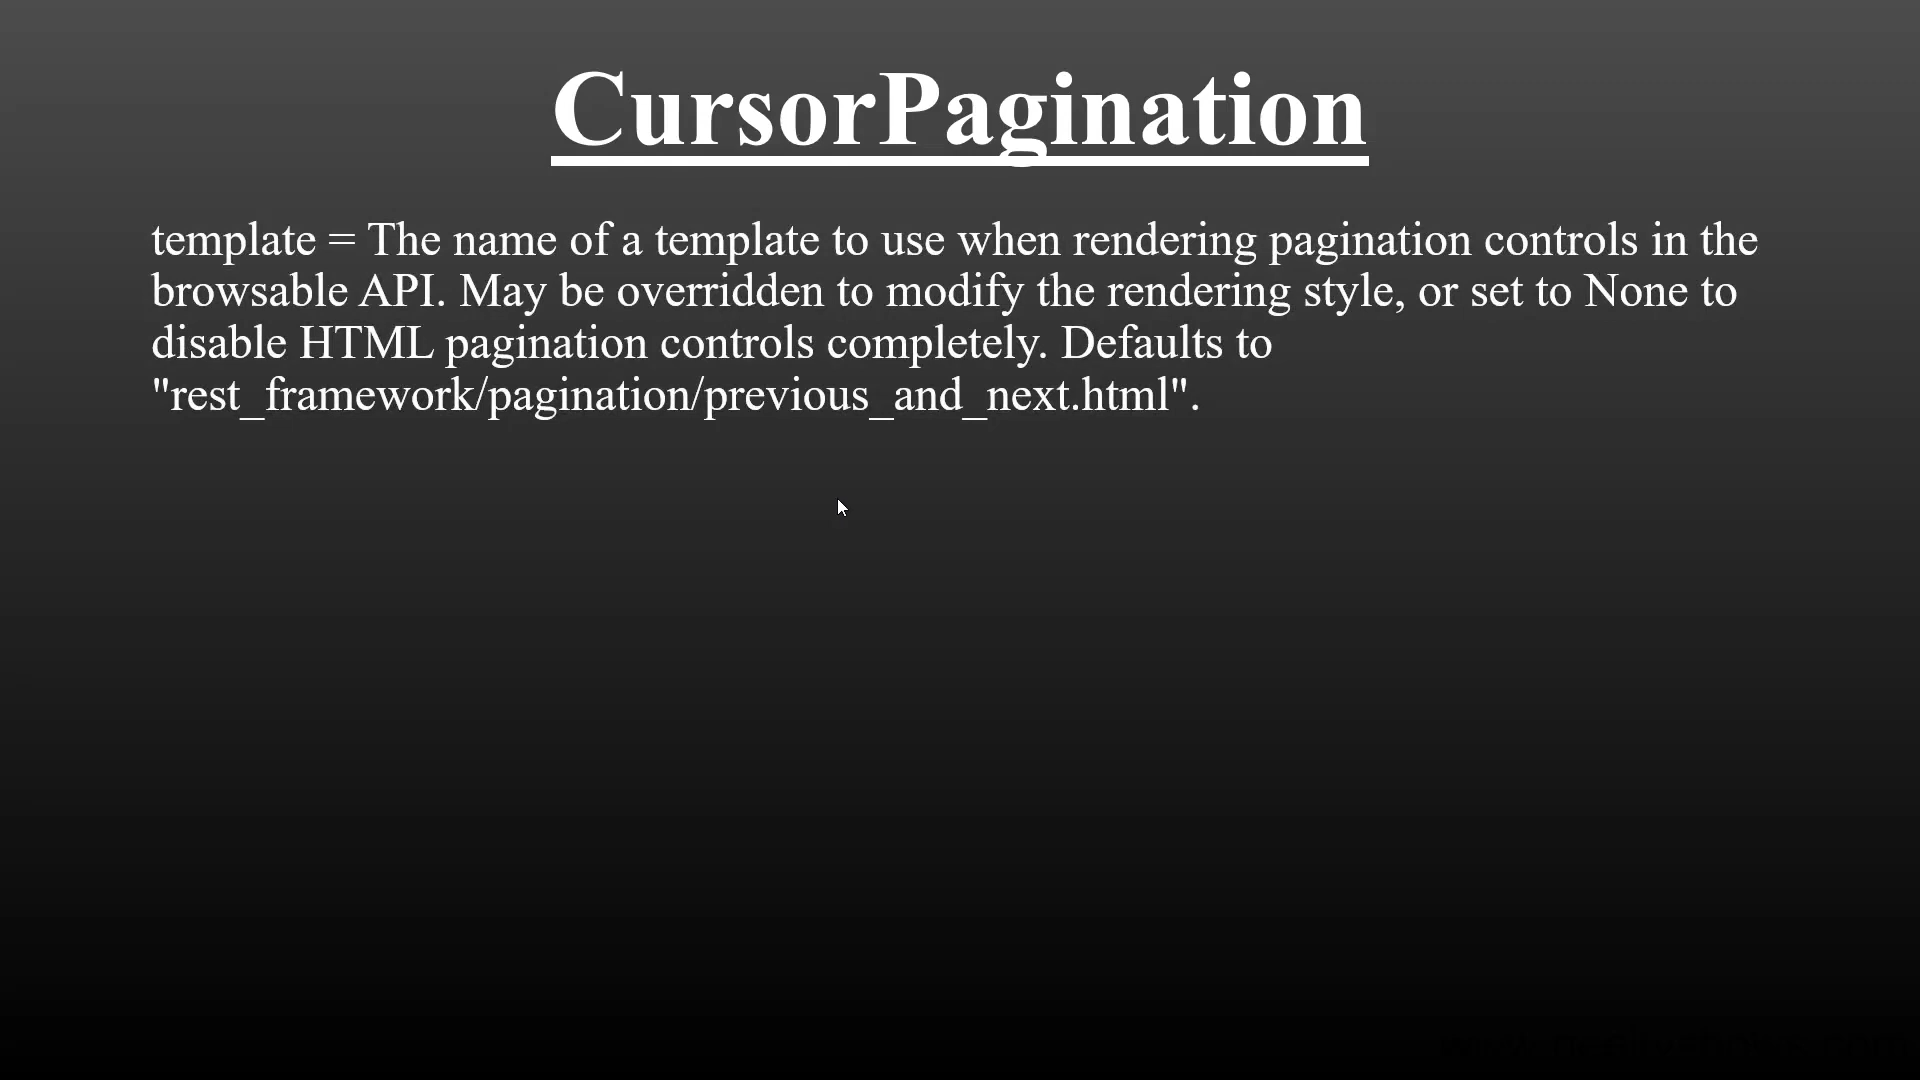 CursorPagination
template = The name of a template to use when rendering pagination controls in the
browsable API. May be overridden to modify the rendering style, or set to None to
disable HTML pagination controls completely. Defaults to
"rest_framework/pagination/previous_and_next.html".